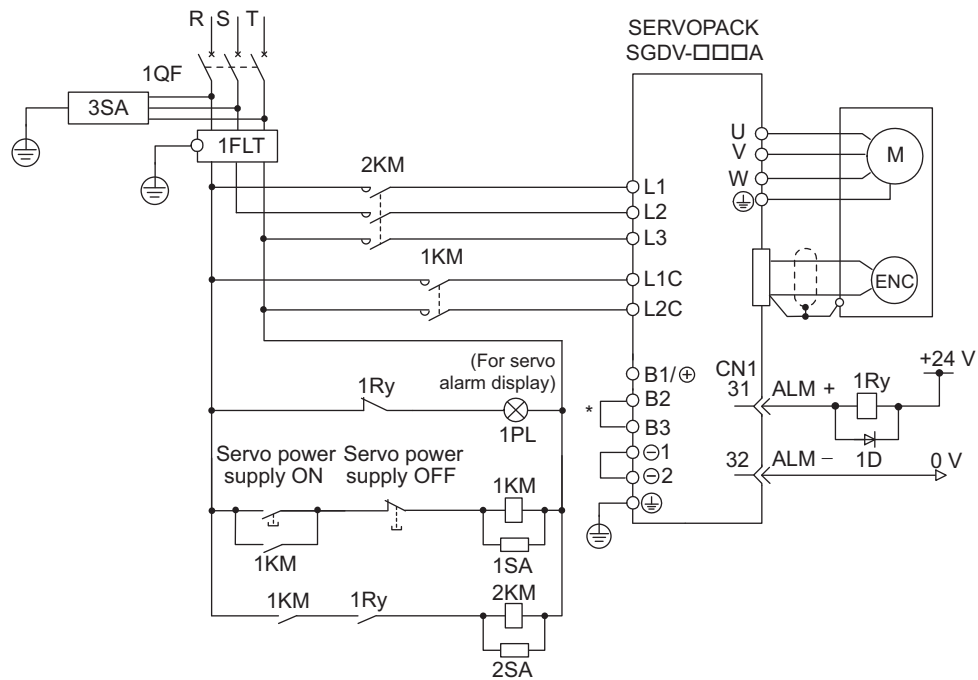 R S T
SERVOPACK
SGDV-□□□A
1QF
3SA
1FLT
2KM
U
V
W
M
L1
L2
L3
1KM
L1C
L2C
ENC
(For servo
alarm display)
1Ry
1PL
B1/⊕
B2
*
B3
⊖1
⊖2
CN1
31 ALM +
1Ry
+24 V
1D
32 ALM −
0 V
Servo power
supply ON
Servo power
supply OFF
1KM
1KM
1SA
1KM
1Ry
2KM
2SA